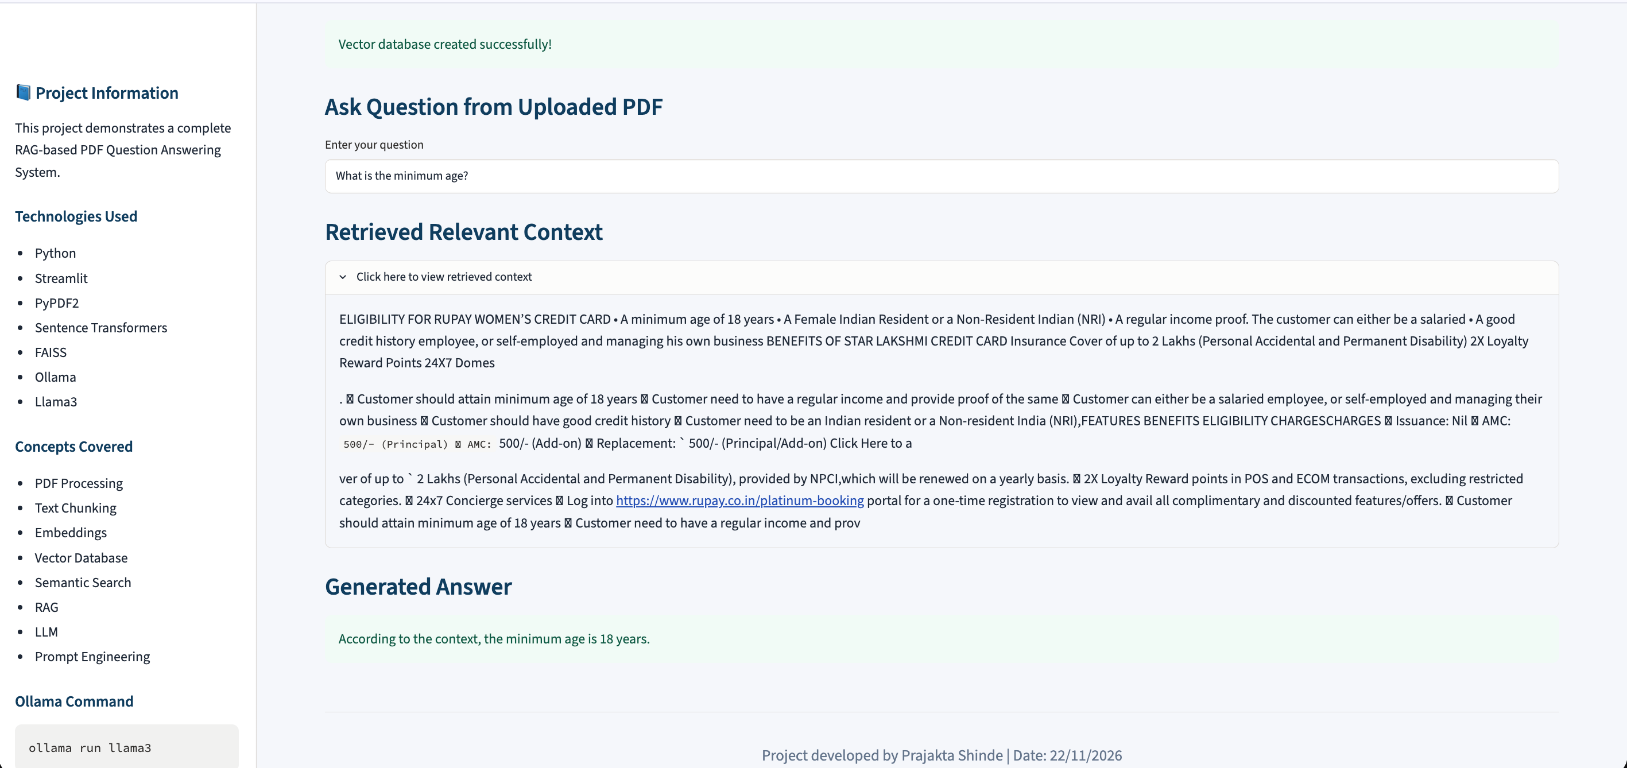 Project Information
This project demonstrates a complete
RAG-based PDF Question Answering
System.
Technologies Used
• Python
• Streamlit
• PyPDF2
• Sentence Transformers
• FAISS
• Ollama
• Llama3
Concepts Covered
• PDF Processing
• Text Chunking
• Embeddings
• Vector Database
• Semantic Search
• RAG
• LLM
• Prompt Engineering
Ollama Command
ollama run llama3
Vector database created successfully!
Ask Question from Uploaded PDF
Enter your question
What is the minimum age?
Retrieved Relevant Context
Click here to view retrieved context
ELIGIBILITY FOR RUPAY WOMEN’S CREDIT CARD • A minimum age of 18 years • A Female Indian Resident or a Non-Resident Indian (NRI) • A regular income proof. The customer can either be a salaried • A good
credit history employee, or self-employed and managing his own business BENEFITS OF STAR LAKSHMI CREDIT CARD Insurance Cover of up to 2 Lakhs (Personal Accidental and Permanent Disability) 2X Loyalty
Reward Points 24X7 Domes
. Customer should attain minimum age of 18 years Customer need to have a regular income and provide proof of the same Customer can either be a salaried employee, or self-employed and managing their
own business Customer should have good credit history Customer need to be an Indian resident or a Non-resident India (NRI),FEATURES BENEFITS ELIGIBILITY CHARGESCHARGES Issuance: Nil AMC:
500/- (Principal) AMC: 500/- (Add-on) Replacement: ` 500/- (Principal/Add-on) Click Here to a
ver of up to ` 2 Lakhs (Personal Accidental and Permanent Disability), provided by NPCI,which will be renewed on a yearly basis. 2X Loyalty Reward points in POS and ECOM transactions, excluding restricted
categories. 24x7 Concierge services Log into https://www.rupay.co.in/platinum-booking portal for a one-time registration to view and avail all complimentary and discounted features/offers. Customer
should attain minimum age of 18 years Customer need to have a regular income and prov
Generated Answer
According to the context, the minimum age is 18 years.
Project developed by Prajakta Shinde | Date: 22/11/2026